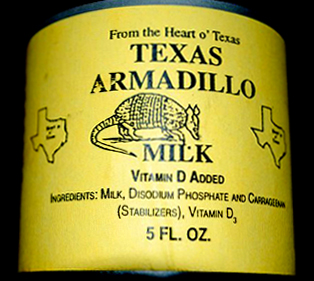 From the Heart o' Texas
TEXAS
ARMADILLO
MILK
VITAMIN D ADDED
INGREDIENTS: MILK, DISODIUM PHOSPHATE AND CARRAGEENAN
(STABILIZERS), VITAMIN D3
5 FL. OZ.